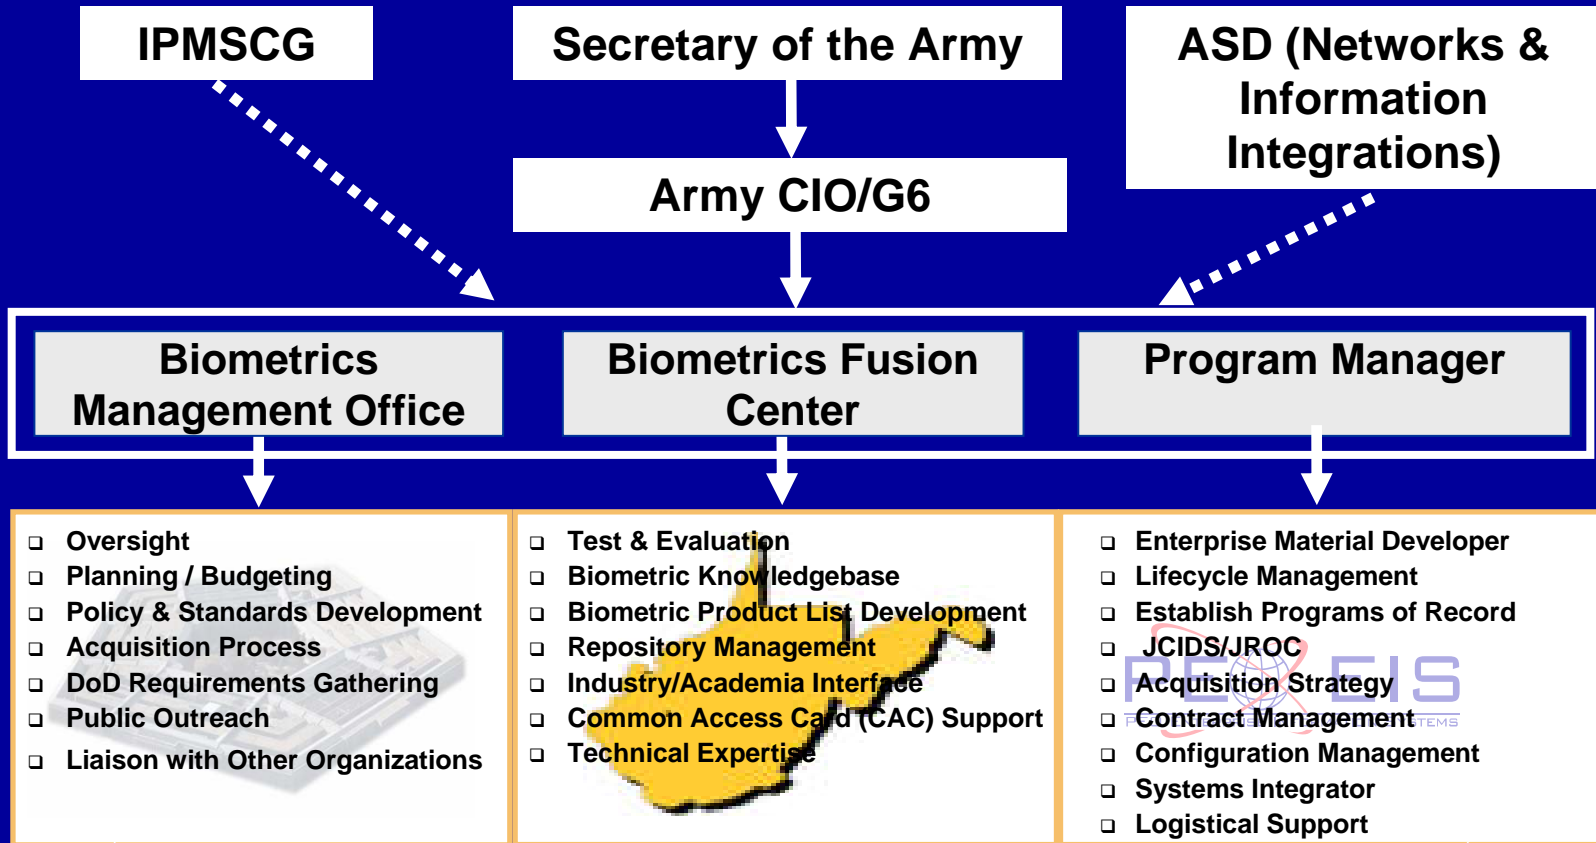 IPMSCG
Secretary of the Army
ASD (Networks &
Information
Integrations)
Army CIO/G6
Biometrics
Management Office
Biometrics Fusion
Center
Program Manager
Oversight
Planning / Budgeting
Policy & Standards Development
Acquisition Process
DoD Requirements Gathering
Public Outreach
Liaison with Other Organizations
Test & Evaluation
Biometric Knowledgebase
Biometric Product List Development
Repository Management
Industry/Academia Interface
Common Access Card (CAC) Support
Technical Expertise
Enterprise Material Developer
Lifecycle Management
Establish Programs of Record
JCIDS/JROC
Acquisition Strategy
Contract Management
Configuration Management
Systems Integrator
Logistical Support
PE EIS